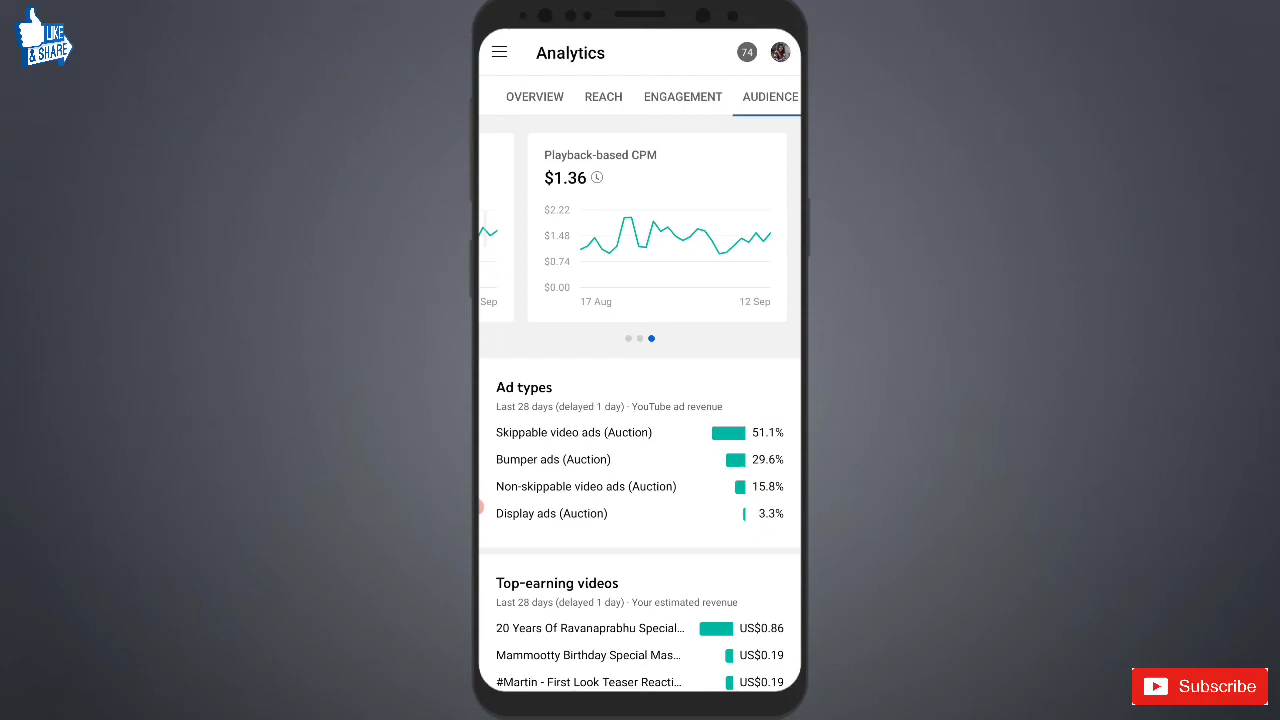 LIKE
& SHARE
Analytics
74
OVERVIEW REACH ENGAGEMENT AUDIENCE
Playback-based CPM
$1.36
$2.22
$1.48
$0.74
$0.00
Sep
17 Aug 12 Sep
Ad types
Last 28 days (delayed 1 day) · YouTube ad revenue
Skippable video ads (Auction) 51.1%
Bumper ads (Auction) 29.6%
Non-skippable video ads (Auction) 15.8%
Display ads (Auction) 3.3%
Top-earning videos
Last 28 days (delayed 1 day) · Your estimated revenue
20 Years Of Ravanaprabhu Special... US$0.86
Mammootty Birthday Special Mas... US$0.19
#Martin - First Look Teaser Reacti... US$0.19
Subscribe